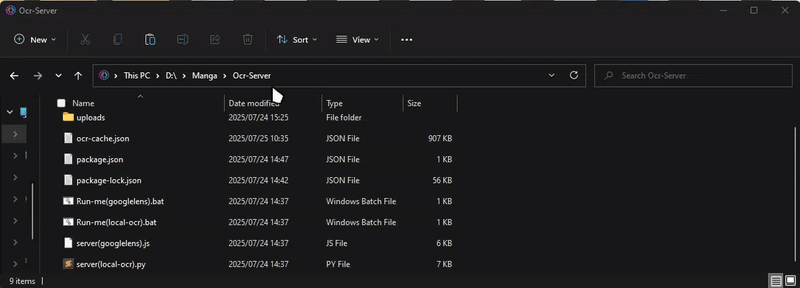 Ocr-Server
New Sort View
This PC > D:\ > Manga > Ocr-Server Search Ocr-Server
Name Date modified Type Size
uploads 2025/07/24 15:25 File folder
ocr-cache.json 2025/07/25 10:35 JSON File 907 KB
package.json 2025/07/24 14:47 JSON File 1 KB
package-lock.json 2025/07/24 14:42 JSON File 56 KB
Run-me(googlelens).bat 2025/07/24 14:37 Windows Batch File 1 KB
Run-me(local-ocr).bat 2025/07/24 14:37 Windows Batch File 1 KB
server(googlelens).js 2025/07/24 14:37 JS File 6 KB
server(local-ocr).py 2025/07/24 14:37 PY File 7 KB
9 items